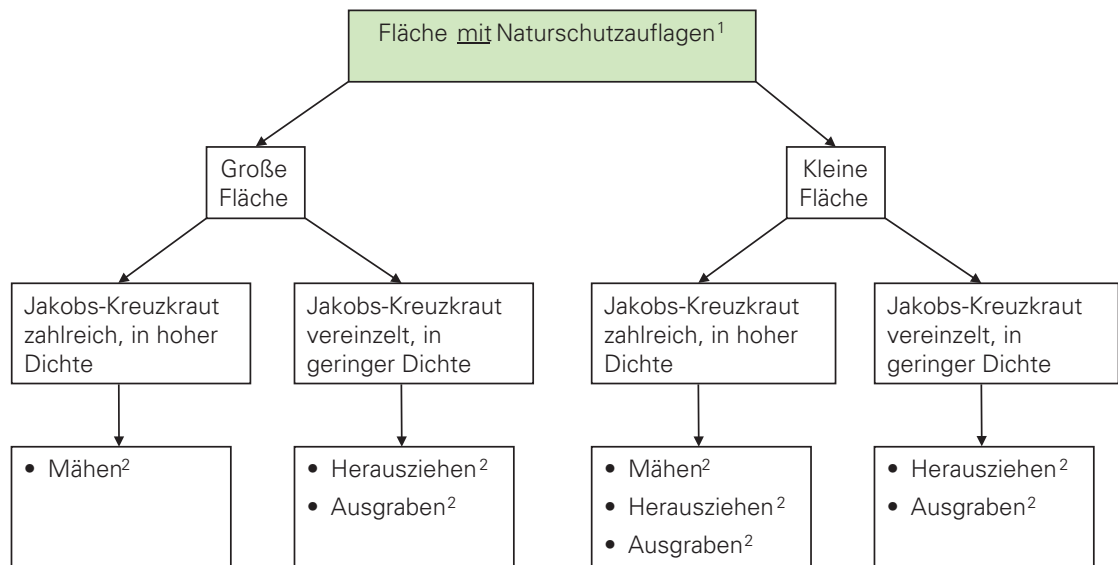 Fläche mit Naturschutzauflagen¹
Große
Fläche
Kleine
Fläche
Jakobs-Kreuzkraut
zahlreich, in hoher
Dichte
Jakobs-Kreuzkraut
vereinzelt, in
geringer Dichte
Jakobs-Kreuzkraut
zahlreich, in hoher
Dichte
Jakobs-Kreuzkraut
vereinzelt, in
geringer Dichte
• Mähen²
• Herausziehen²
• Ausgraben²
• Mähen²
• Herausziehen²
• Ausgraben²
• Herausziehen²
• Ausgraben²